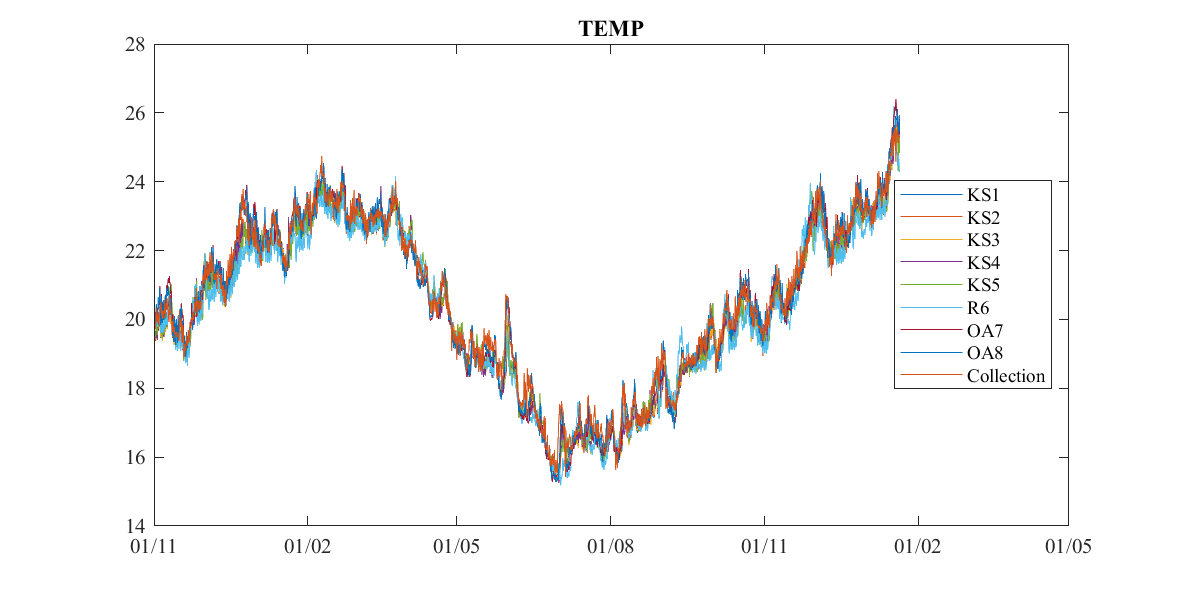 TEMP
28
26
24
22
20
18
16
14
01/11 01/02 01/05 01/08 01/11 01/02 01/05
KS1
KS2
KS3
KS4
KS5
R6
OA7
OA8
Collection